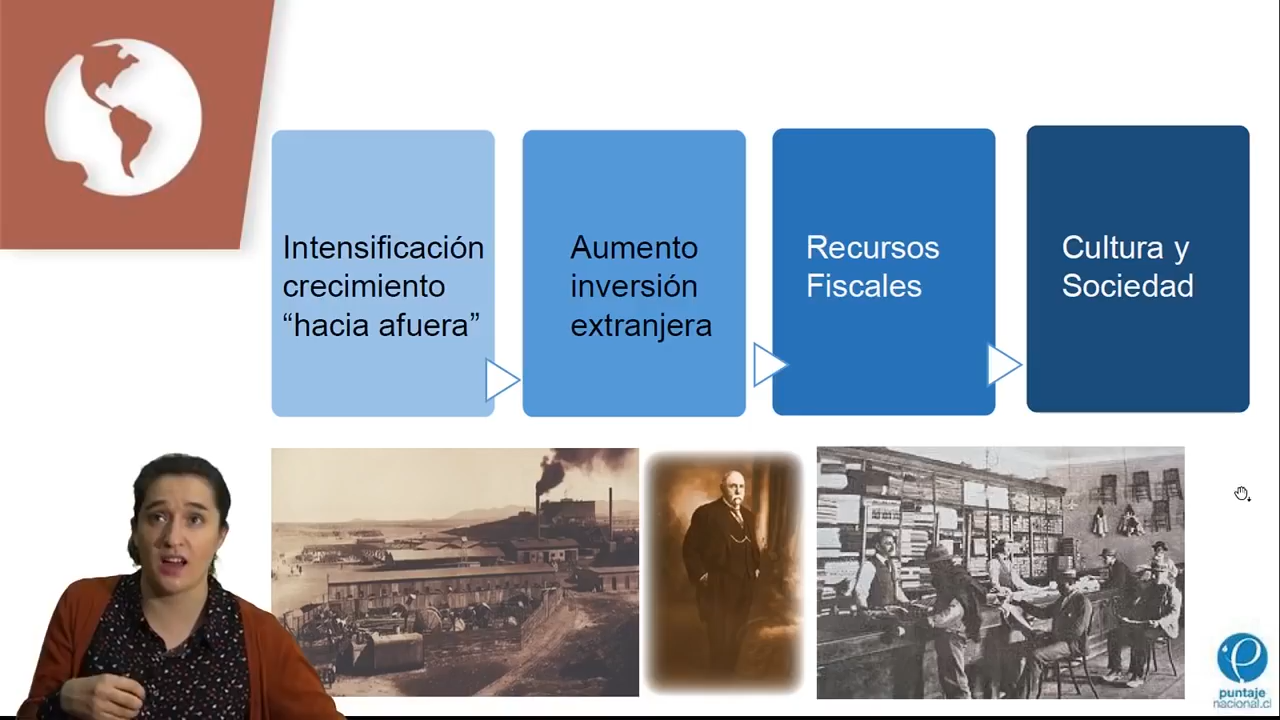 Intensificación
crecimiento
“hacia afuera”
Aumento
inversión
extranjera
Recursos
Fiscales
Cultura y
Sociedad
puntaje
nacional.cl